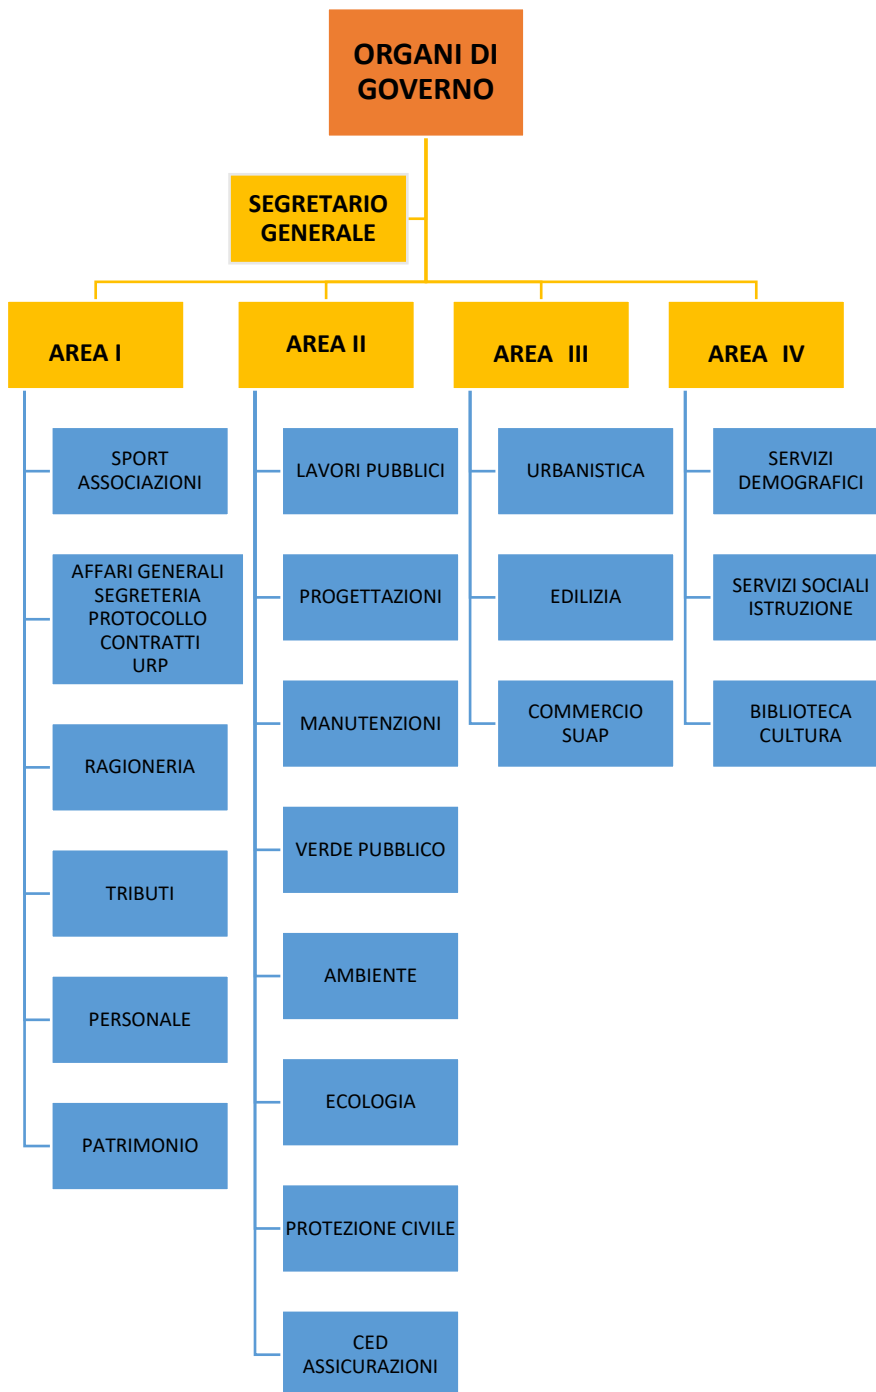 ORGANI DI
GOVERNO
SEGRETARIO
GENERALE
AREA I
SPORT
ASSOCIAZIONI
AFFARI GENERALI
SEGRETERIA
PROTOCOLLO
CONTRATTI
URP
RAGIONERIA
TRIBUTI
PERSONALE
PATRIMONIO
AREA II
LAVORI PUBBLICI
PROGETTAZIONI
MANUTENZIONI
VERDE PUBBLICO
AMBIENTE
ECOLOGIA
PROTEZIONE CIVILE
CED
ASSICURAZIONI
AREA III
URBANISTICA
EDILIZIA
COMMERCIO
SUAP
AREA IV
SERVIZI
DEMOGRAFICI
SERVIZI SOCIALI
ISTRUZIONE
BIBLIOTECA
CULTURA